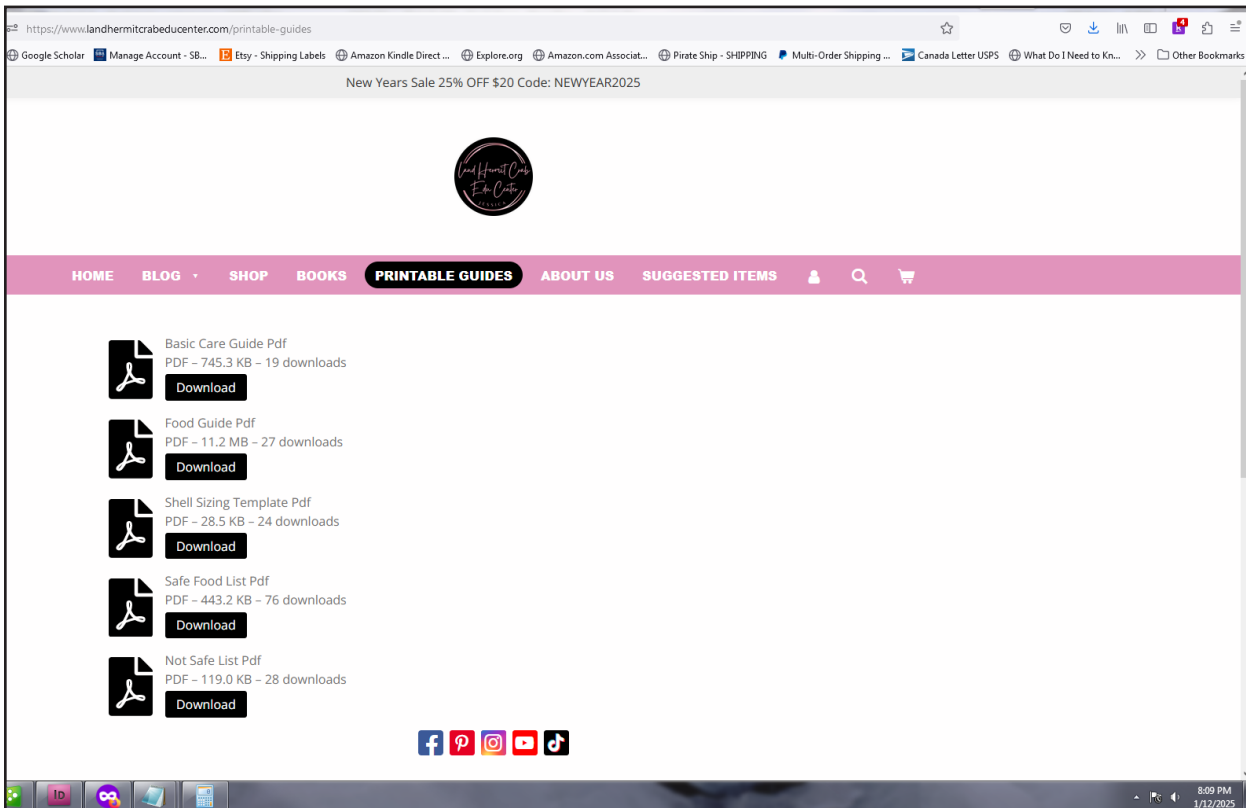 https://www.landhermitcrabeducenter.com/printable-guides
Google Scholar Manage Account - SB... Etsy - Shipping Labels Amazon Kindle Direct ... Explore.org Amazon.com Associat... Pirate Ship - SHIPPING Multi-Order Shipping ... Canada Letter USPS What Do I Need to Kn... Other Bookmarks
New Years Sale 25% OFF $20 Code: NEWYEAR2025
Land Hermit Crab
Edu Center
JESSICA
HOME BLOG SHOP BOOKS PRINTABLE GUIDES ABOUT US SUGGESTED ITEMS
Basic Care Guide Pdf
PDF – 745.3 KB – 19 downloads
Download
Food Guide Pdf
PDF – 11.2 MB – 27 downloads
Download
Shell Sizing Template Pdf
PDF – 28.5 KB – 24 downloads
Download
Safe Food List Pdf
PDF – 443.2 KB – 76 downloads
Download
Not Safe List Pdf
PDF – 119.0 KB – 28 downloads
Download
8:09 PM
1/12/2025